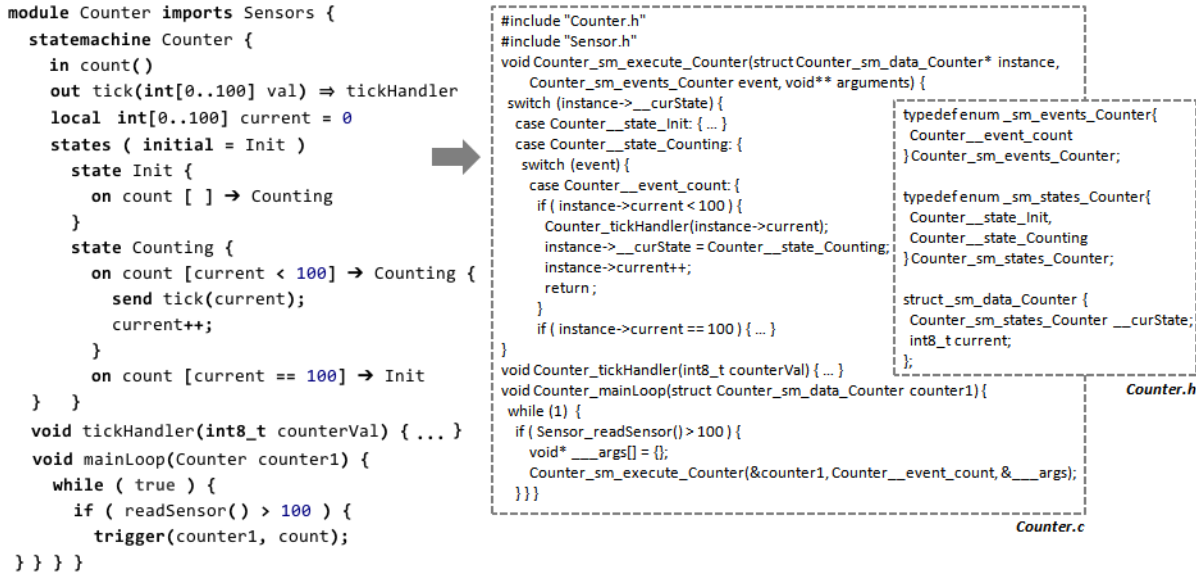 module Counter imports Sensors {
statemachine Counter {
in count()
out tick(int[0..100] val) ⇒ tickHandler
local int[0..100] current = 0
states ( initial = Init )
state Init {
on count [ ] ➔ Counting
}
state Counting {
on count [current < 100] ➔ Counting {
send tick(current);
current++;
}
on count [current == 100] ➔ Init
} }
void tickHandler(int8_t counterVal) { ... }
void mainLoop(Counter counter1) {
while ( true ) {
if ( readSensor() > 100 ) {
trigger(counter1, count);
} } } }
#include "Counter.h"
#include "Sensor.h"
void Counter_sm_execute_Counter(struct Counter_sm_data_Counter* instance,
Counter_sm_events_Counter event, void** arguments) {
switch (instance->__curState) {
case Counter__state_Init: { ... }
case Counter__state_Counting: {
switch (event) {
case Counter__event_count: {
if ( instance->current < 100 ) {
Counter_tickHandler(instance->current);
instance->__curState = Counter__state_Counting;
instance->current++;
return ;
}
if ( instance->current == 100 ) { ... }
}
void Counter_tickHandler(int8_t counterVal) { ... }
void Counter_mainLoop(struct Counter_sm_data_Counter counter1) {
while (1) {
if ( Sensor_readSensor() > 100 ) {
void* ___args[] = {};
Counter_sm_execute_Counter(&counter1, Counter__event_count, &___args);
} } }
Counter.c
typedef enum _sm_events_Counter{
Counter__event_count
} Counter_sm_events_Counter;
typedef enum _sm_states_Counter{
Counter__state_Init,
Counter__state_Counting
} Counter_sm_states_Counter;
struct _sm_data_Counter {
Counter_sm_states_Counter __curState;
int8_t current;
};
Counter.h